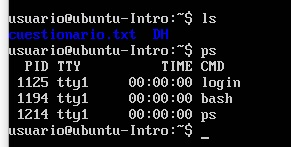 usuario@ubuntu-Intro:~$ ls
cuestionario.txt  DH
usuario@ubuntu-Intro:~$ ps
  PID TTY          TIME CMD
 1125 tty1     00:00:00 login
 1194 tty1     00:00:00 bash
 1214 tty1     00:00:00 ps
usuario@ubuntu-Intro:~$ _